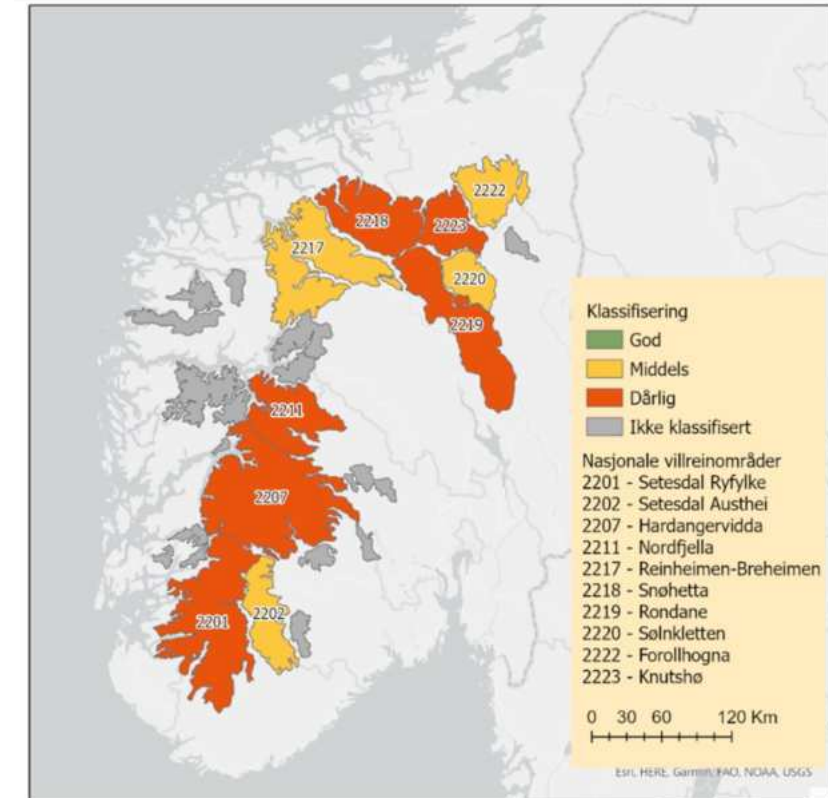 2222
2218
2223
2217
2220
2219
2211
2207
2201
2202
Klassifisering
God
Middels
Dårlig
Ikke klassifisert
Nasjonale villreinområder
2201 - Setesdal Ryfylke
2202 - Setesdal Austhei
2207 - Hardangervidda
2211 - Nordfjella
2217 - Reinheimen-Breheimen
2218 - Snøhetta
2219 - Rondane
2220 - Sølnkletten
2222 - Forollhogna
2223 - Knutshø
0 30 60 120 Km
Esri, HERE, Garmin, FAO, NOAA, USGS